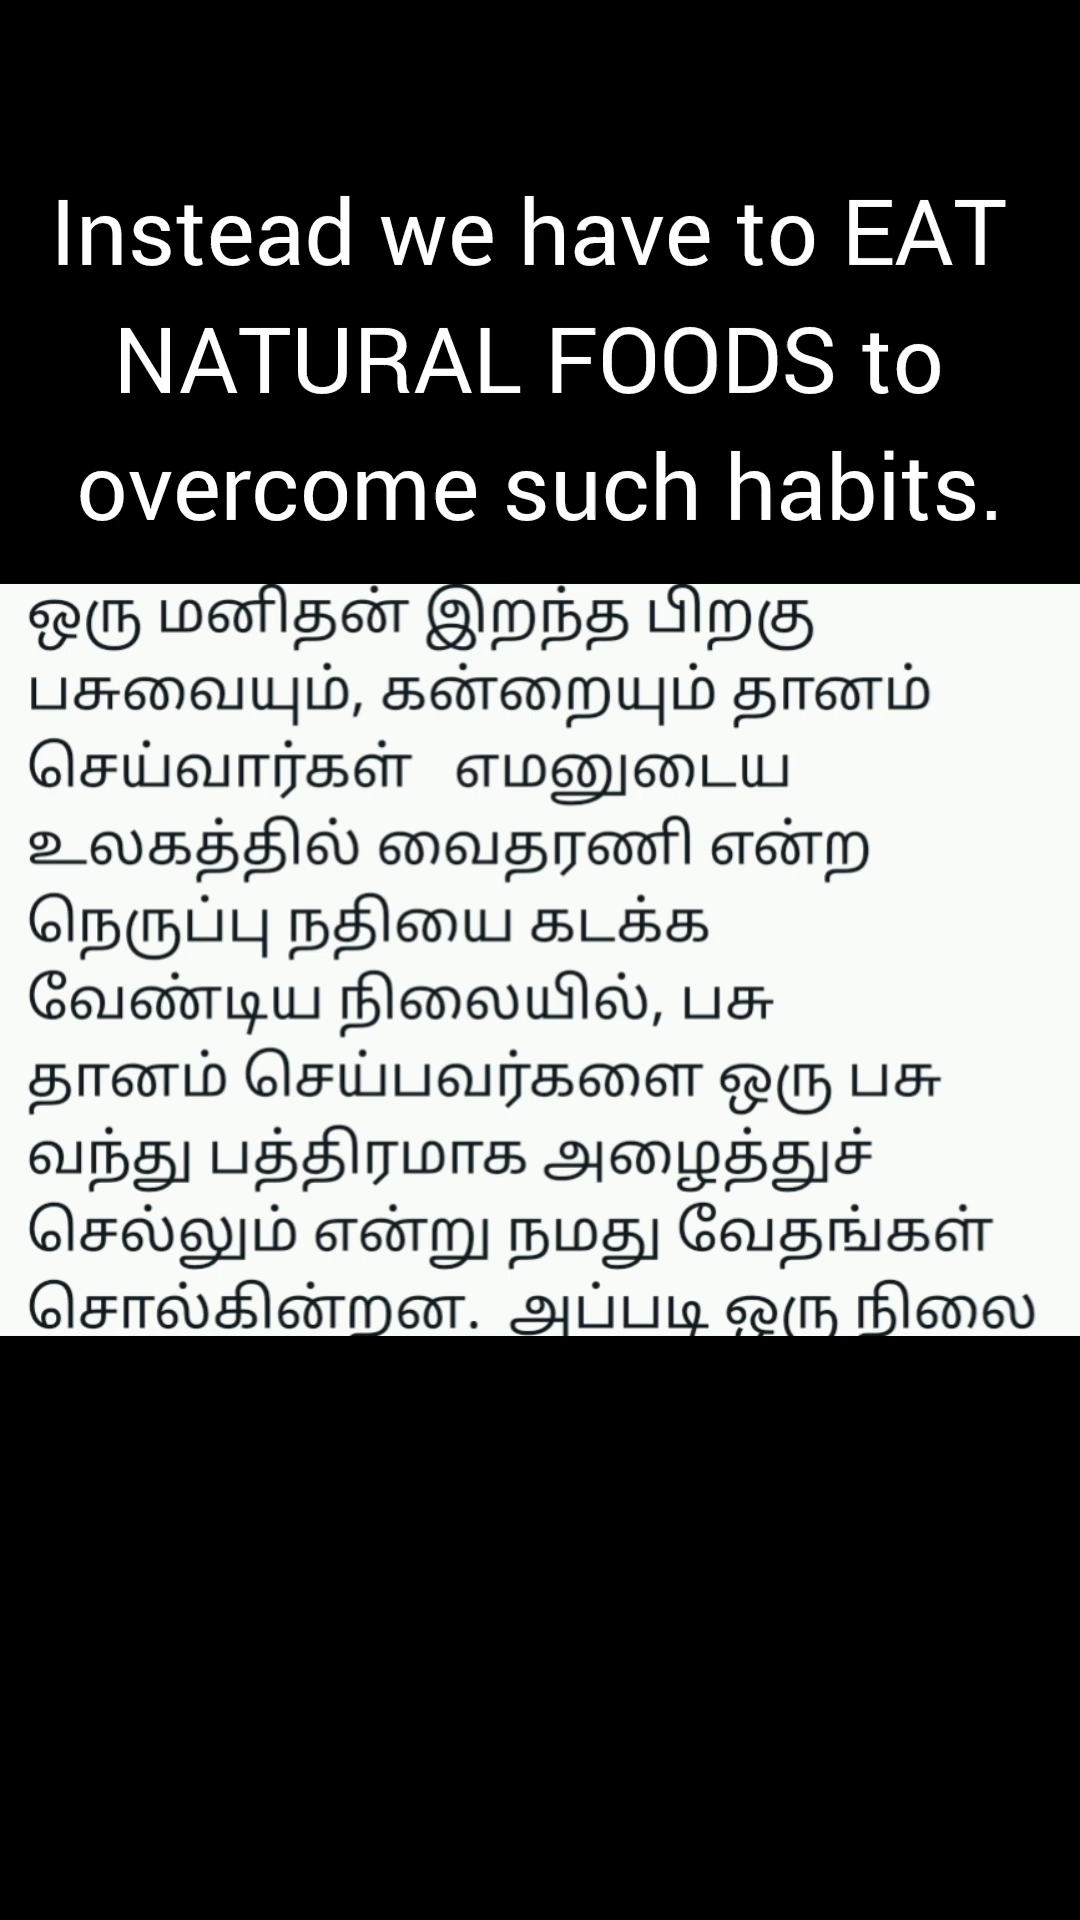 Instead we have to EAT
NATURAL FOODS to
overcome such habits.
ஒரு மனிதன் இறந்த பிறகு
பசுவையும், கன்றையும் தானம்
செய்வார்கள் எமனுடைய
உலகத்தில் வைதரணி என்ற
நெருப்பு நதியை கடக்க
வேண்டிய நிலையில், பசு
தானம் செய்பவர்களை ஒரு பசு
வந்து பத்திரமாக அழைத்துச்
செல்லும் என்று நமது வேதங்கள்
சொல்கின்றன. அப்படி ஒரு நிலை